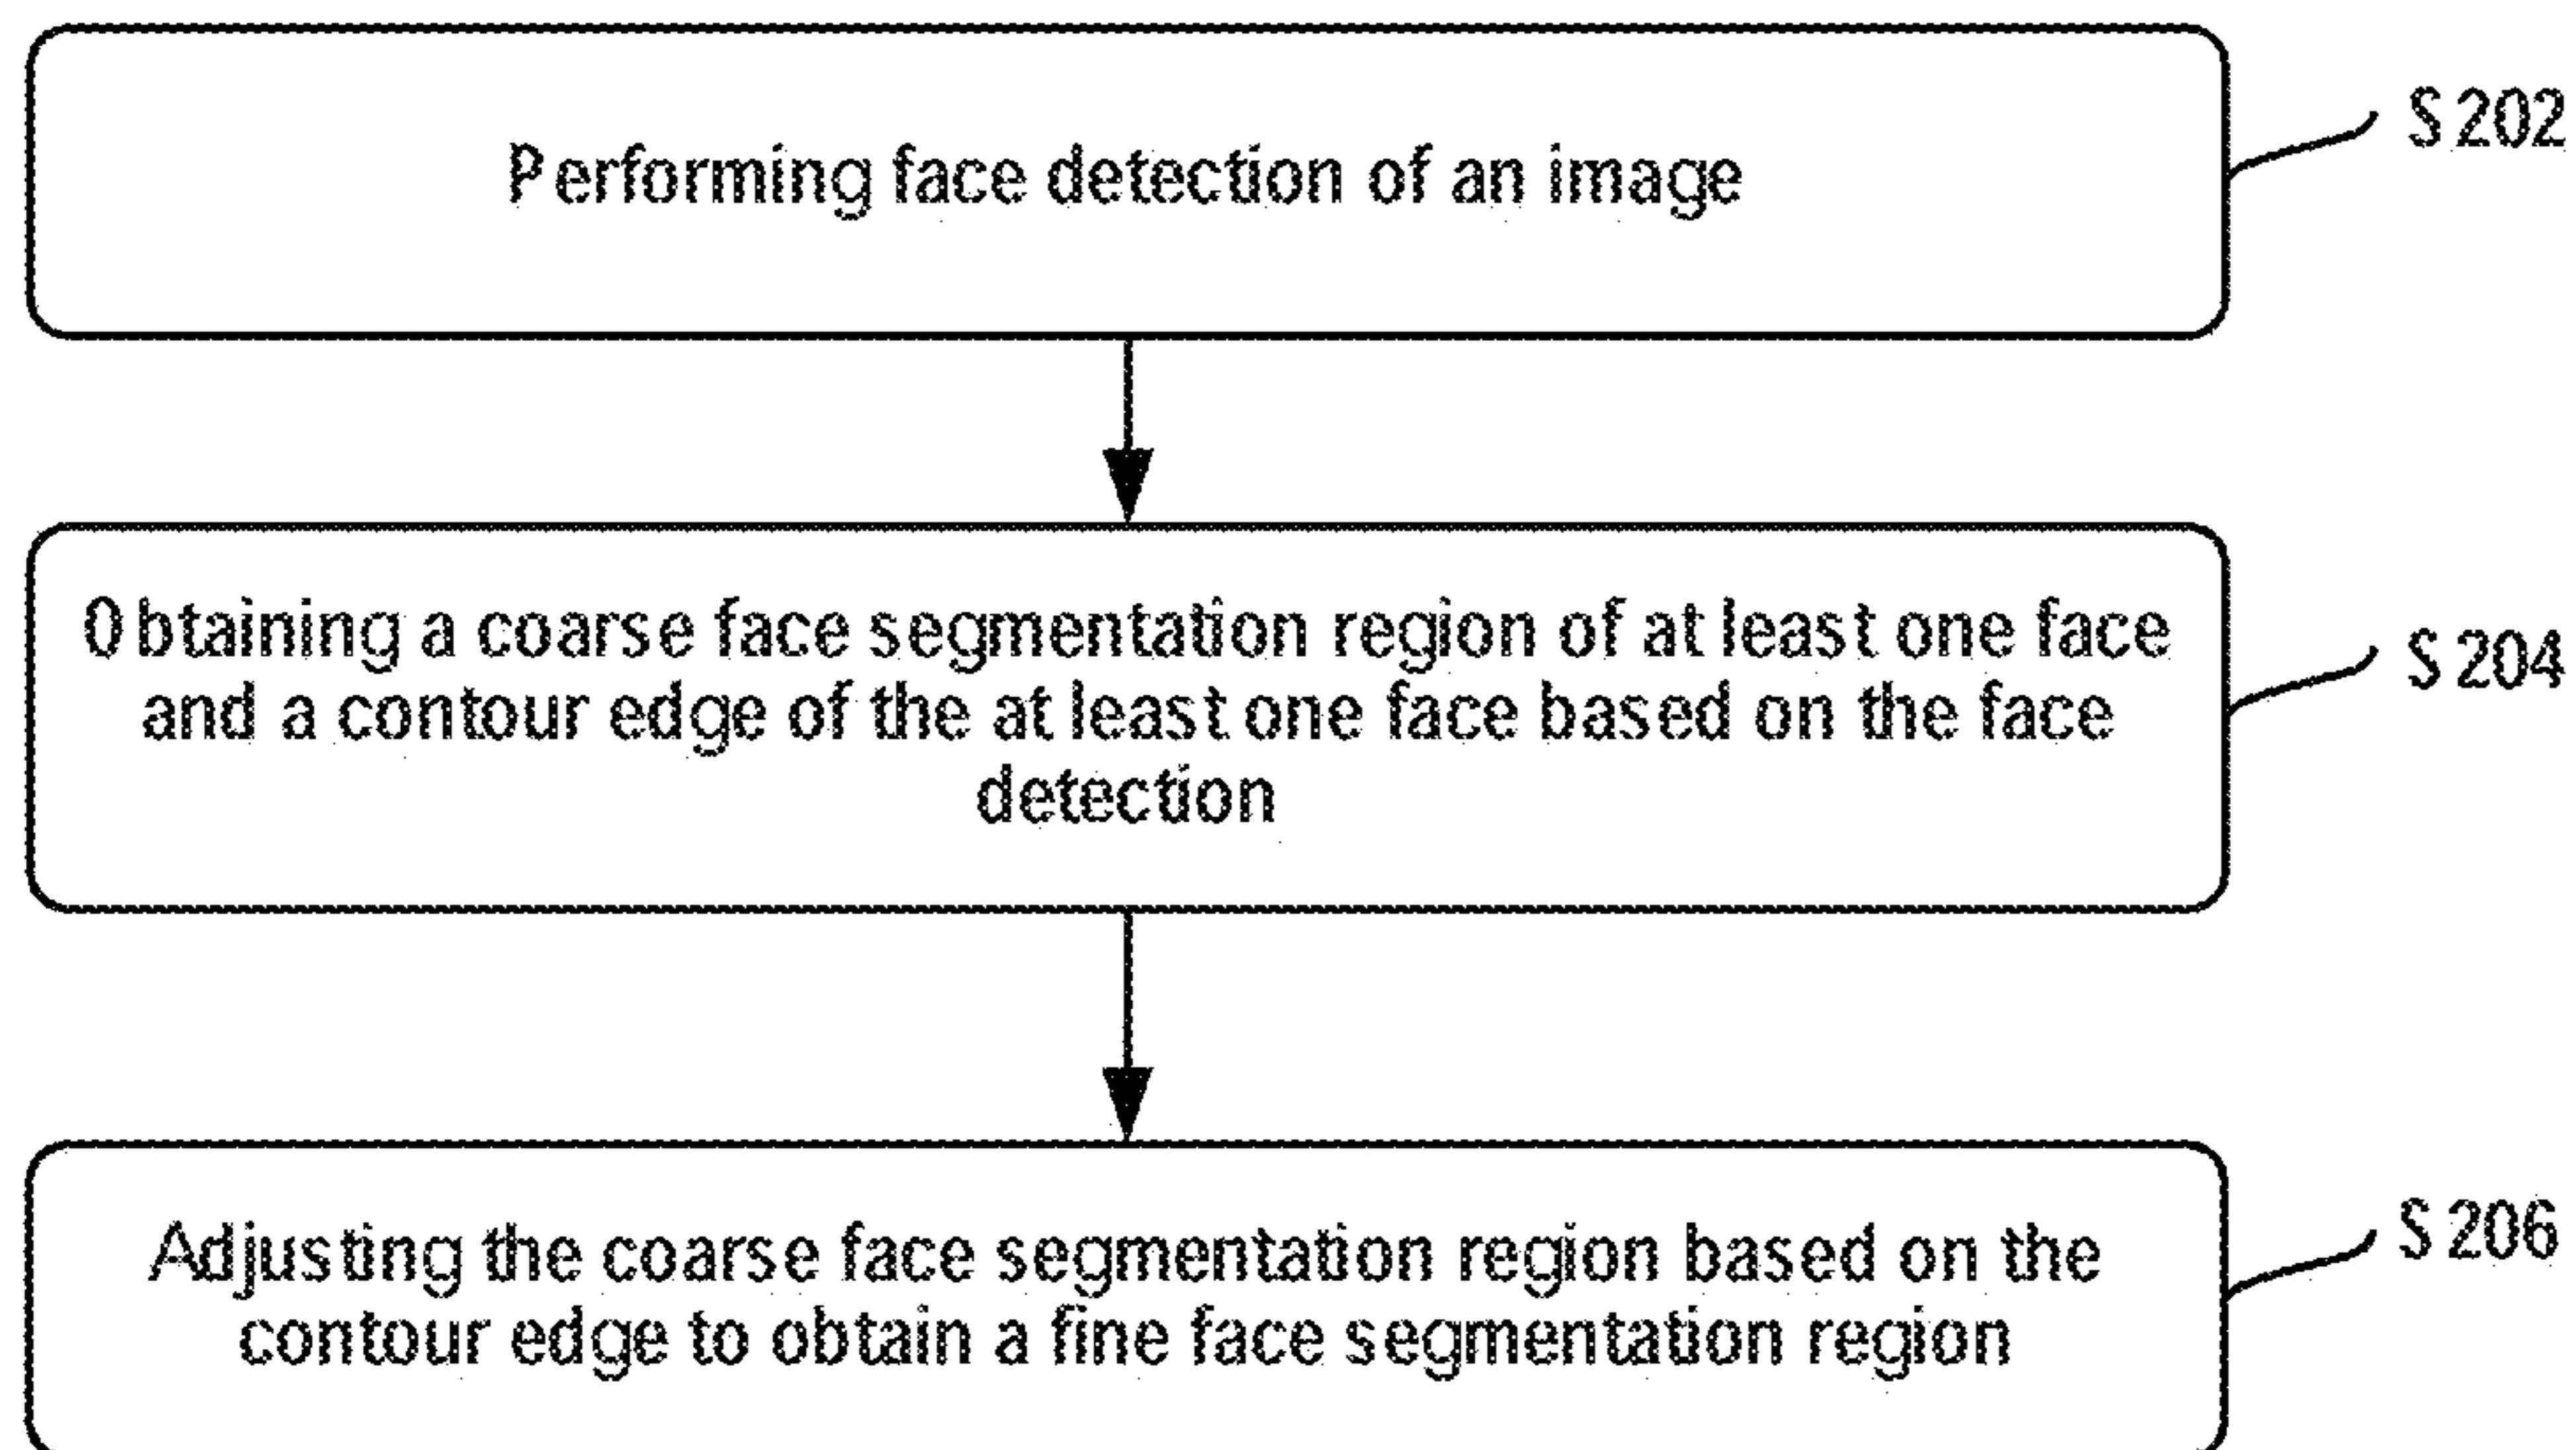 Performing face detection of an image
S202
Obtaining a coarse face segmentation region of at least one face
and a contour edge of the at least one face based on the face
detection
S204
Adjusting the coarse face segmentation region based on the
contour edge to obtain a fine face segmentation region
S206